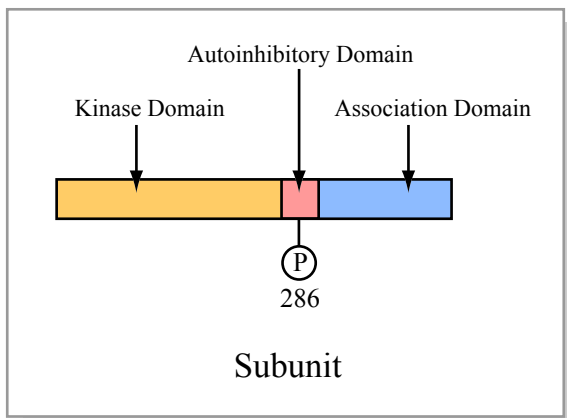 Autoinhibitory Domain
Kinase Domain
Association Domain
P
286
Subunit